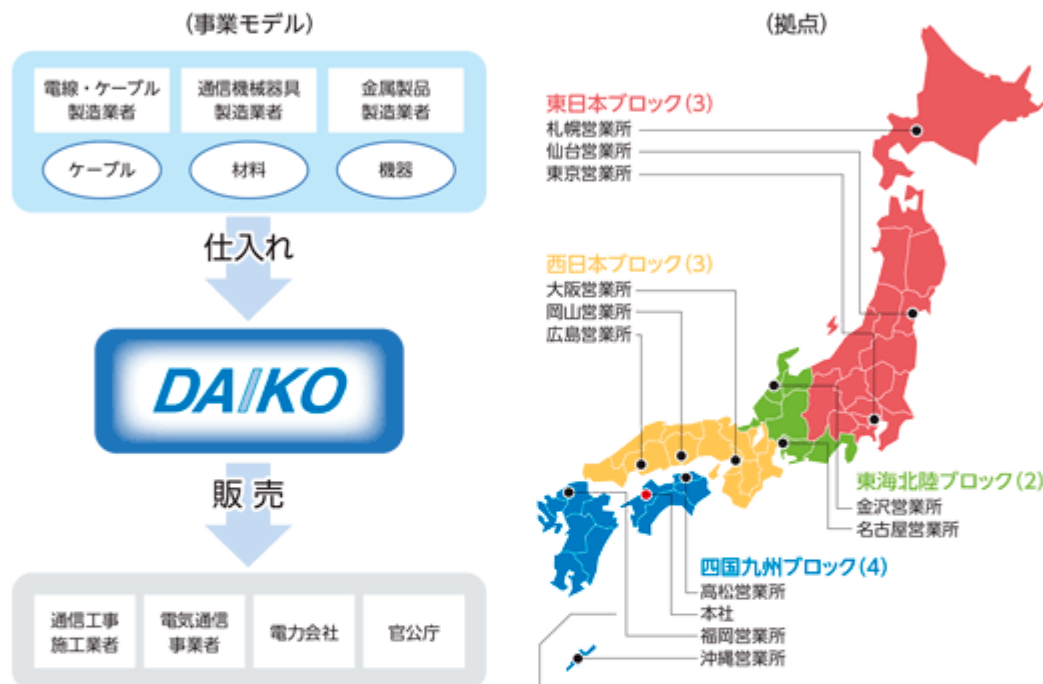 (事業モデル)
電線・ケーブル
製造業者
通信機械器具
製造業者
金属製品
製造業者
ケーブル
材料
機器
仕入れ
DAIKO
販売
通信工事
施工業者
電気通信
事業者
電力会社
官公庁
(拠点)
東日本ブロック(3)
札幌営業所
仙台営業所
東京営業所
西日本ブロック(3)
大阪営業所
岡山営業所
広島営業所
東海北陸ブロック(2)
金沢営業所
名古屋営業所
四国九州ブロック(4)
高松営業所
本社
福岡営業所
沖縄営業所